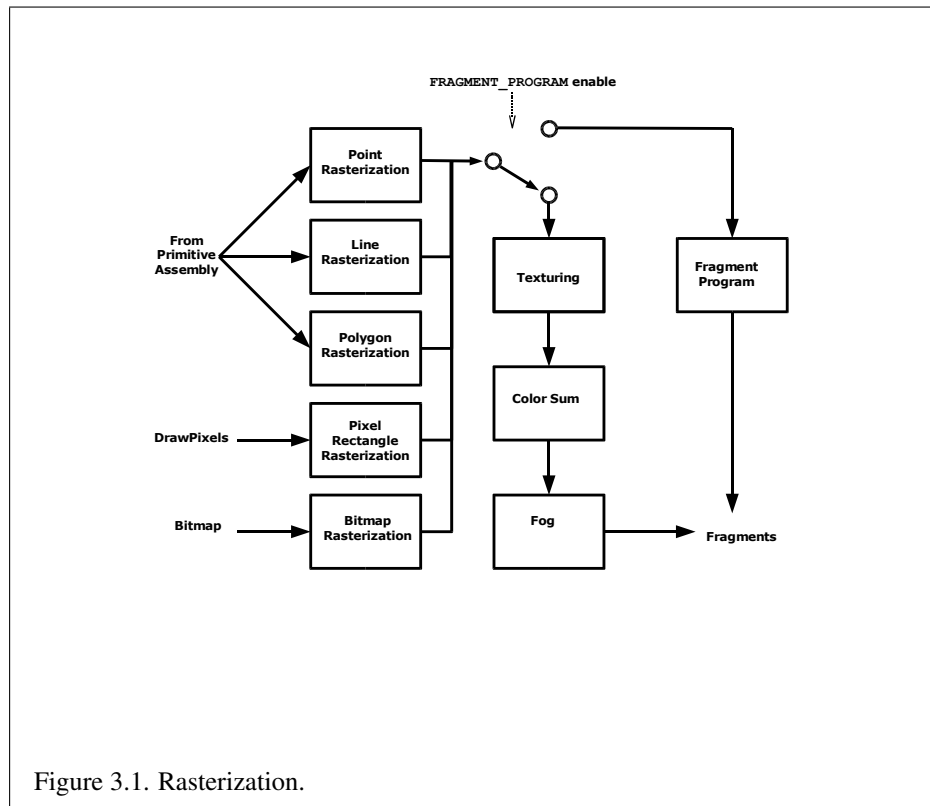 FRAGMENT_PROGRAM enable
Point
Rasterization
From
Primitive
Assembly
Line
Rasterization
Polygon
Rasterization
Texturing
Fragment
Program
Color Sum
DrawPixels
Pixel
Rectangle
Rasterization
Bitmap
Bitmap
Rasterization
Fog
Fragments
Figure 3.1. Rasterization.